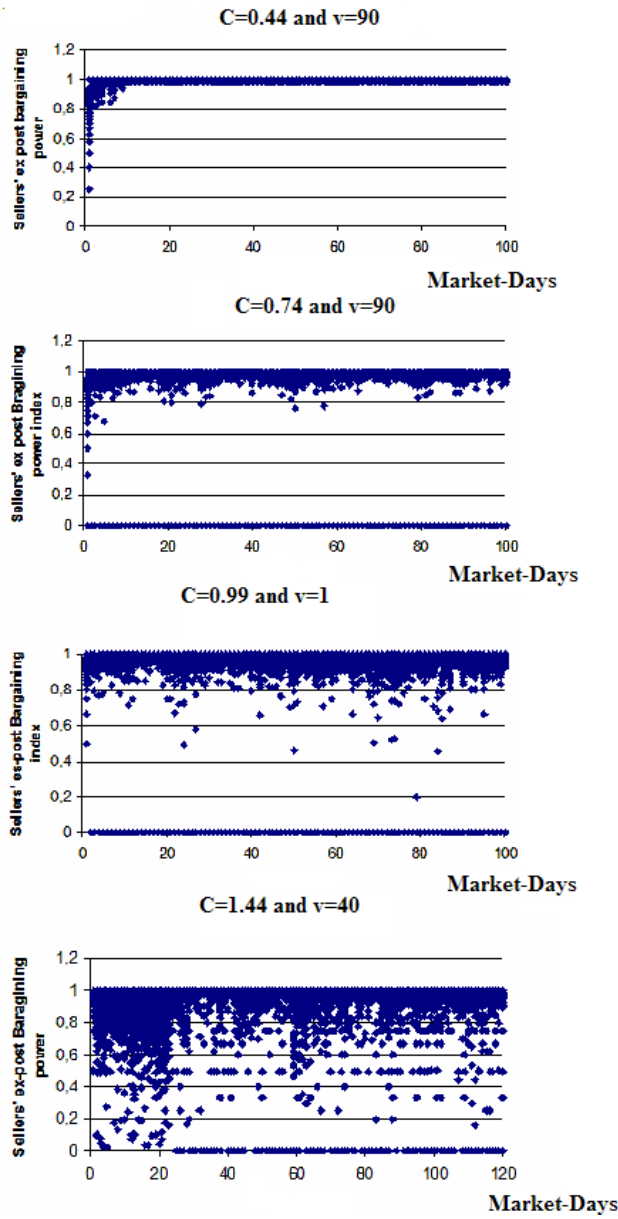 C=0.44 and v=90
Sellers' ex post bargaining
power
1,2
1
0,8
0,6
0,4
0,2
0
0 20 40 60 80 100
Market-Days
C=0.74 and v=90
Sellers' ex post Bragining
power index
1,2
1
0,8
0,6
0,4
0,2
0
0 20 40 60 80 100
Market-Days
C=0.99 and v=1
Sellers' es-post Bargaining
index
1,2
1
0,8
0,6
0,4
0,2
0
0 20 40 60 80 100
Market-Days
C=1.44 and v=40
Sellers' ex-post Baragining
power
1,2
1
0,8
0,6
0,4
0,2
0
0 20 40 60 80 100 120
Market-Days